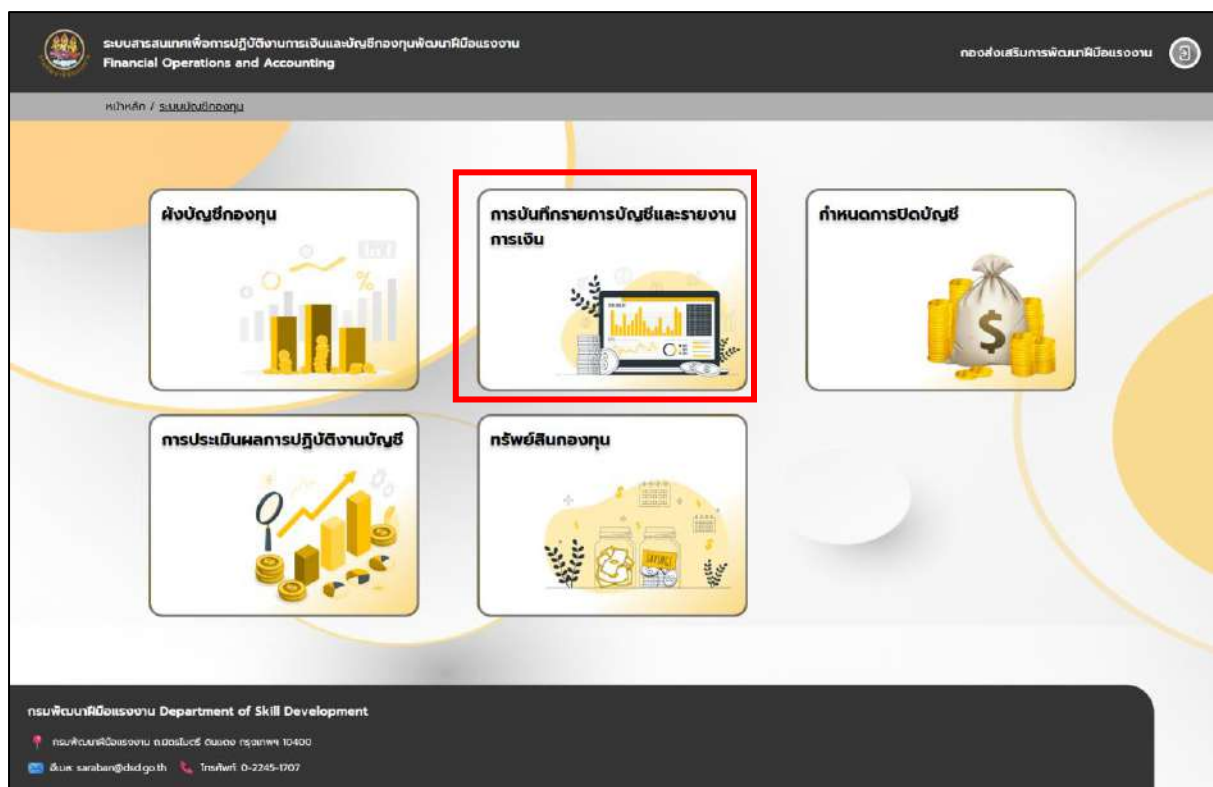 ระบบสารสนเทศเพื่อการปฏิบัติงานการเงินและบัญชีกองทุนพัฒนาฝีมือแรงงาน
Financial Operations and Accounting
กองส่งเสริมการพัฒนาฝีมือแรงงาน
หน้าหลัก / ระบบบัญชีกองทุน
ผังบัญชีกองทุน
การบันทึกรายการบัญชีและรายงาน
การเงิน
กำหนดการปิดบัญชี
การประเมินผลการปฏิบัติงานบัญชี
ทรัพย์สินกองทุน
SAVINGS
กรมพัฒนาฝีมือแรงงาน Department of Skill Development
กรมพัฒนาฝีมือแรงงาน ถ.มิตรไมตรี ดินแดง กรุงเทพฯ 10400
อีเมล: saraban@dsd.go.th โทรศัพท์: 0-2245-1707